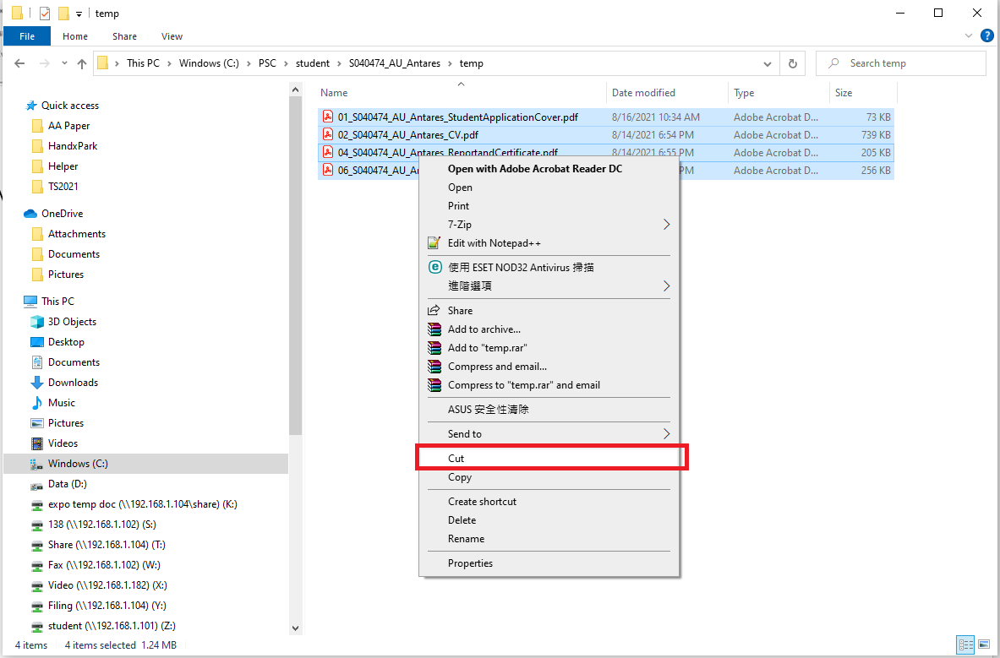 temp
File Home Share View
This PC Windows (C:) PSC student S040474_AU_Antares temp
Search temp
Name Date modified Type Size
01_S040474_AU_Antares_StudentApplicationCover.pdf 8/16/2021 10:34 AM Adobe Acrobat D... 73 KB
02_S040474_AU_Antares_CV.pdf 8/14/2021 6:54 PM Adobe Acrobat D... 739 KB
04_S040474_AU_Antares_ReportandCertificate.pdf 8/14/2021 6:55 PM Adobe Acrobat D... 205 KB
06_S040474_AU_A PM Adobe Acrobat D... 256 KB
Quick access
AA Paper
HandxPark
Helper
TS2021
OneDrive
Attachments
Documents
Pictures
This PC
3D Objects
Desktop
Documents
Downloads
Music
Pictures
Videos
Windows (C:)
Data (D:)
expo temp doc (\\192.168.1.104\share) (K:)
138 (\\192.168.1.102) (S:)
Share (\\192.168.1.104) (T:)
Fax (\\192.168.1.102) (W:)
Video (\\192.168.1.182) (X:)
Filing (\\192.168.1.104) (Y:)
student (\\192.168.1.101) (Z:)
Open with Adobe Acrobat Reader DC
Open
Print
7-Zip
Edit with Notepad++
使用 ESET NOD32 Antivirus 掃描
進階選項
Share
Add to archive...
Add to "temp.rar"
Compress and email...
Compress to "temp.rar" and email
ASUS 安全性清除
Send to
Cut
Copy
Create shortcut
Delete
Rename
Properties
4 items 4 items selected 1.24 MB